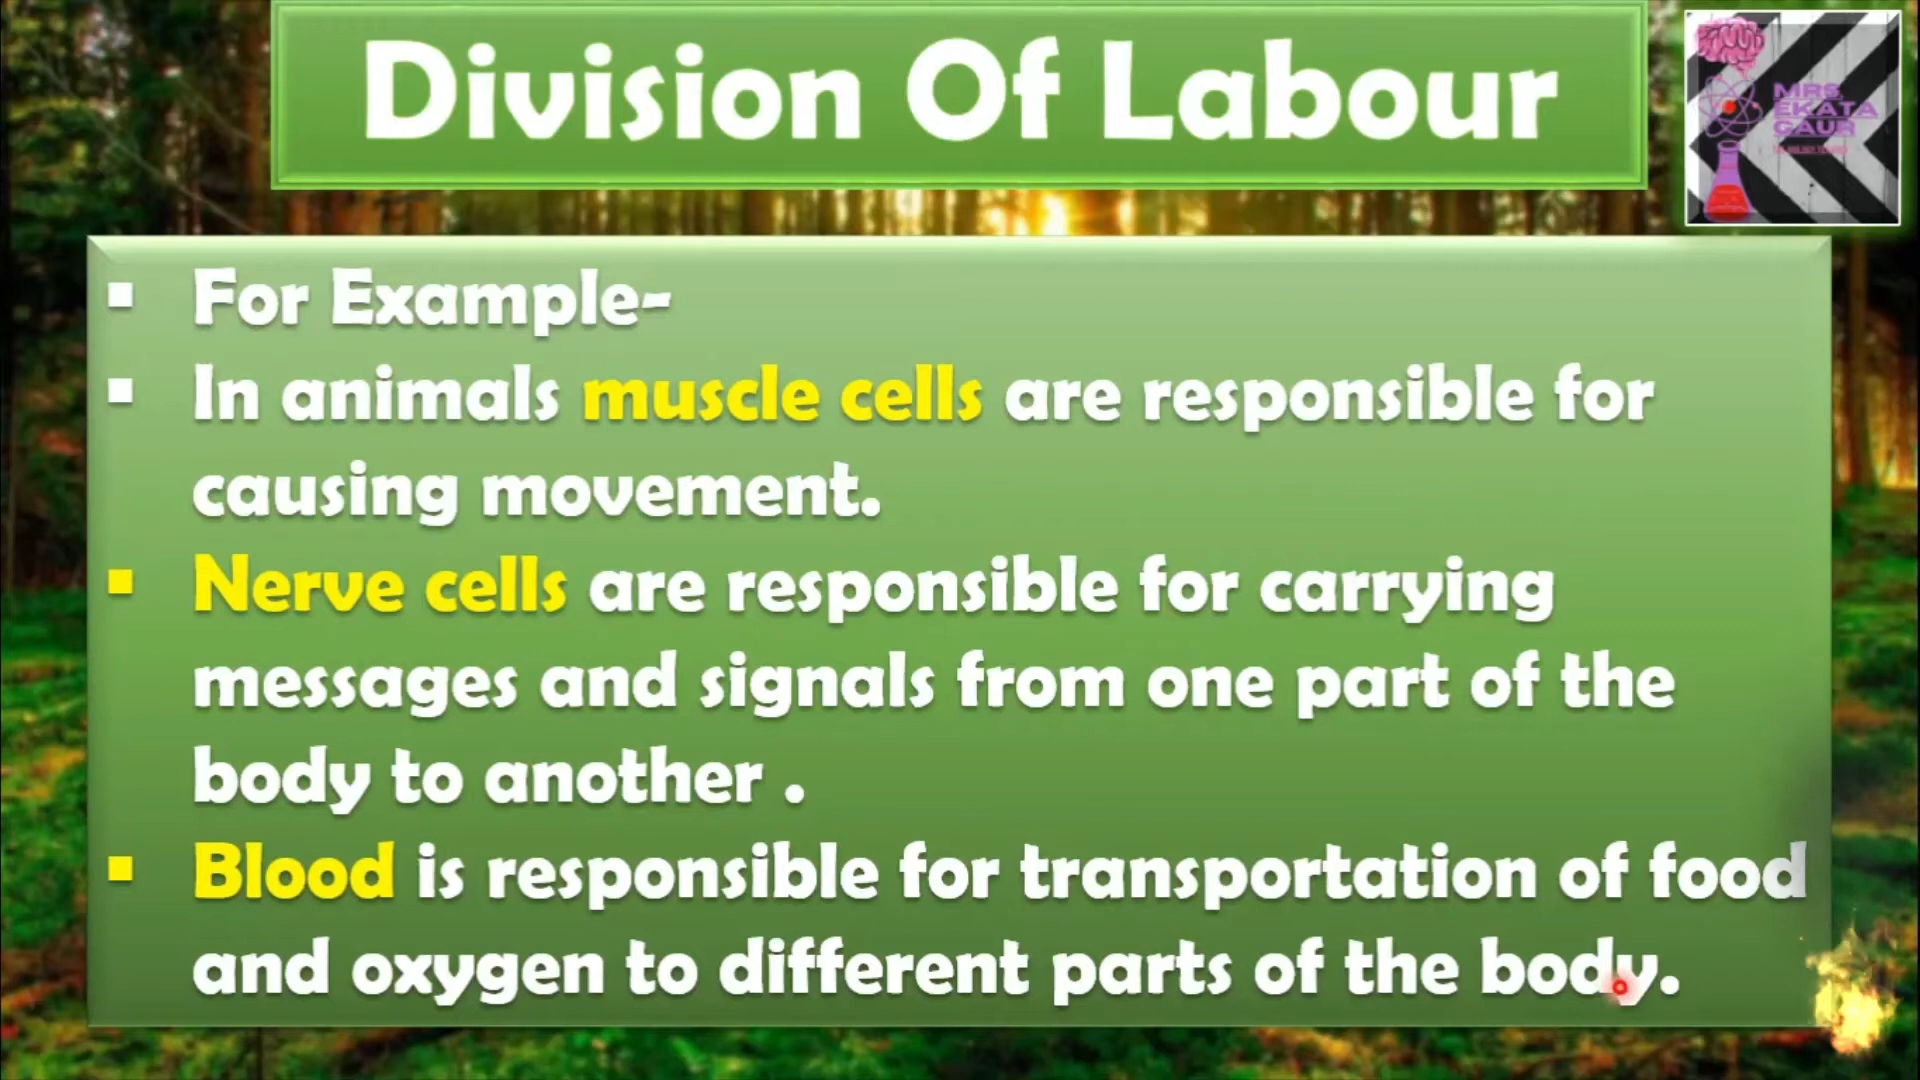 Division Of Labour
MRS.
EKATA
GAUR
▪ For Example-
▪ In animals muscle cells are responsible for
causing movement.
▪ Nerve cells are responsible for carrying
messages and signals from one part of the
body to another .
▪ Blood is responsible for transportation of food
and oxygen to different parts of the body.